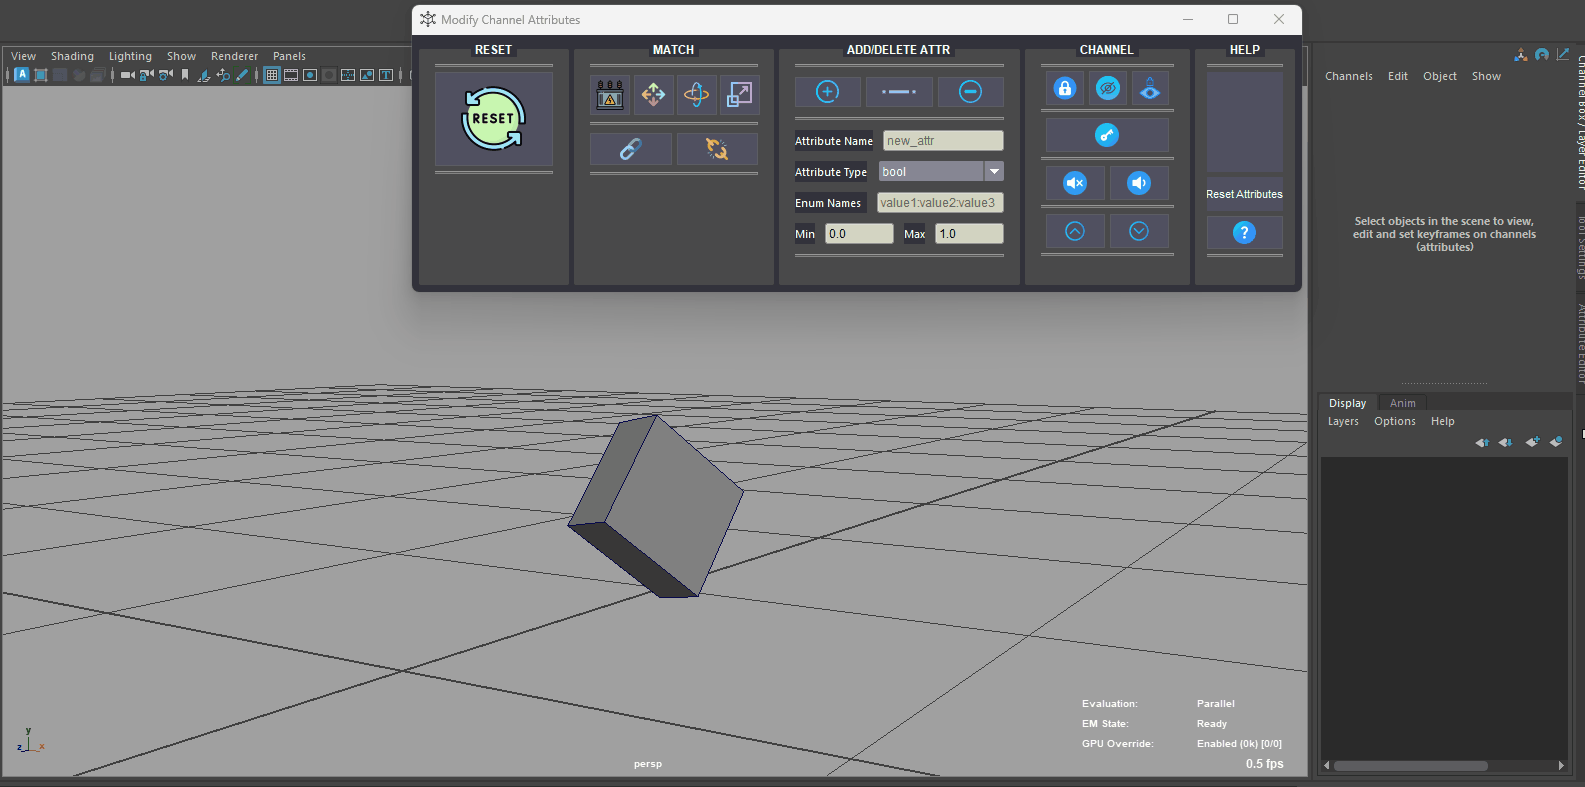 Modify Channel Attributes
RESET
MATCH
ADD/DELETE ATTR
CHANNEL
HELP
RESET
Attribute Name
new_attr
Attribute Type
bool
Enum Names
value1:value2:value3
Min
0.0
Max
1.0
Reset Attributes
?
View Shading Lighting Show Renderer Panels
A
T
Channels Edit Object Show
Select objects in the scene to view,
edit and set keyframes on channels
(attributes)
Channel Box / Layer Editor
Attribute Editor
Display Anim
Layers Options Help
Evaluation: Parallel
EM State: Ready
GPU Override: Enabled (0k) [0/0]
0.5 fps
persp
y
z
x